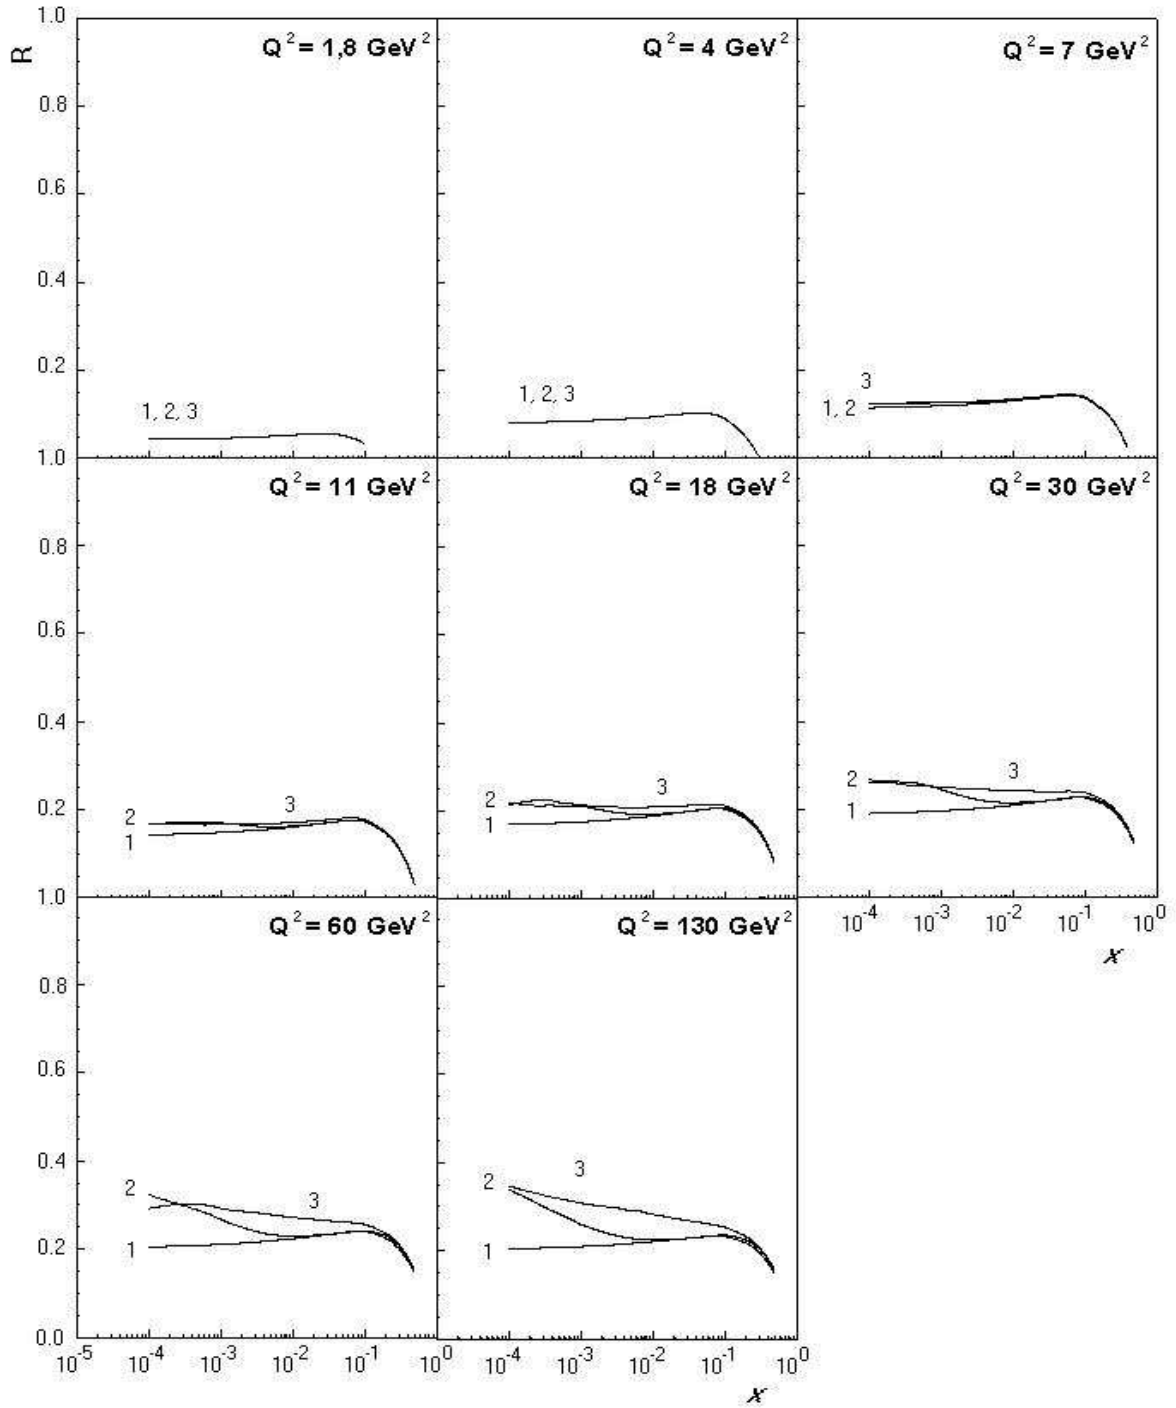 1.0
R
Q² = 1,8 GeV²
Q² = 4 GeV²
Q² = 7 GeV²
0.8
0.6
0.4
0.2
1, 2, 3
1, 2, 3
3
1, 2
1.0
Q² = 11 GeV²
Q² = 18 GeV²
Q² = 30 GeV²
0.8
0.6
0.4
0.2
2
3
1
2
3
1
2
3
1
1.0
10⁻⁴ 10⁻³ 10⁻² 10⁻¹ 10⁰
x
Q² = 60 GeV²
Q² = 130 GeV²
0.8
0.6
0.4
0.2
2
3
1
2
3
1
0.0
10⁻⁵ 10⁻⁴ 10⁻³ 10⁻² 10⁻¹ 10⁰ 10⁻⁴ 10⁻³ 10⁻² 10⁻¹ 10⁰
x